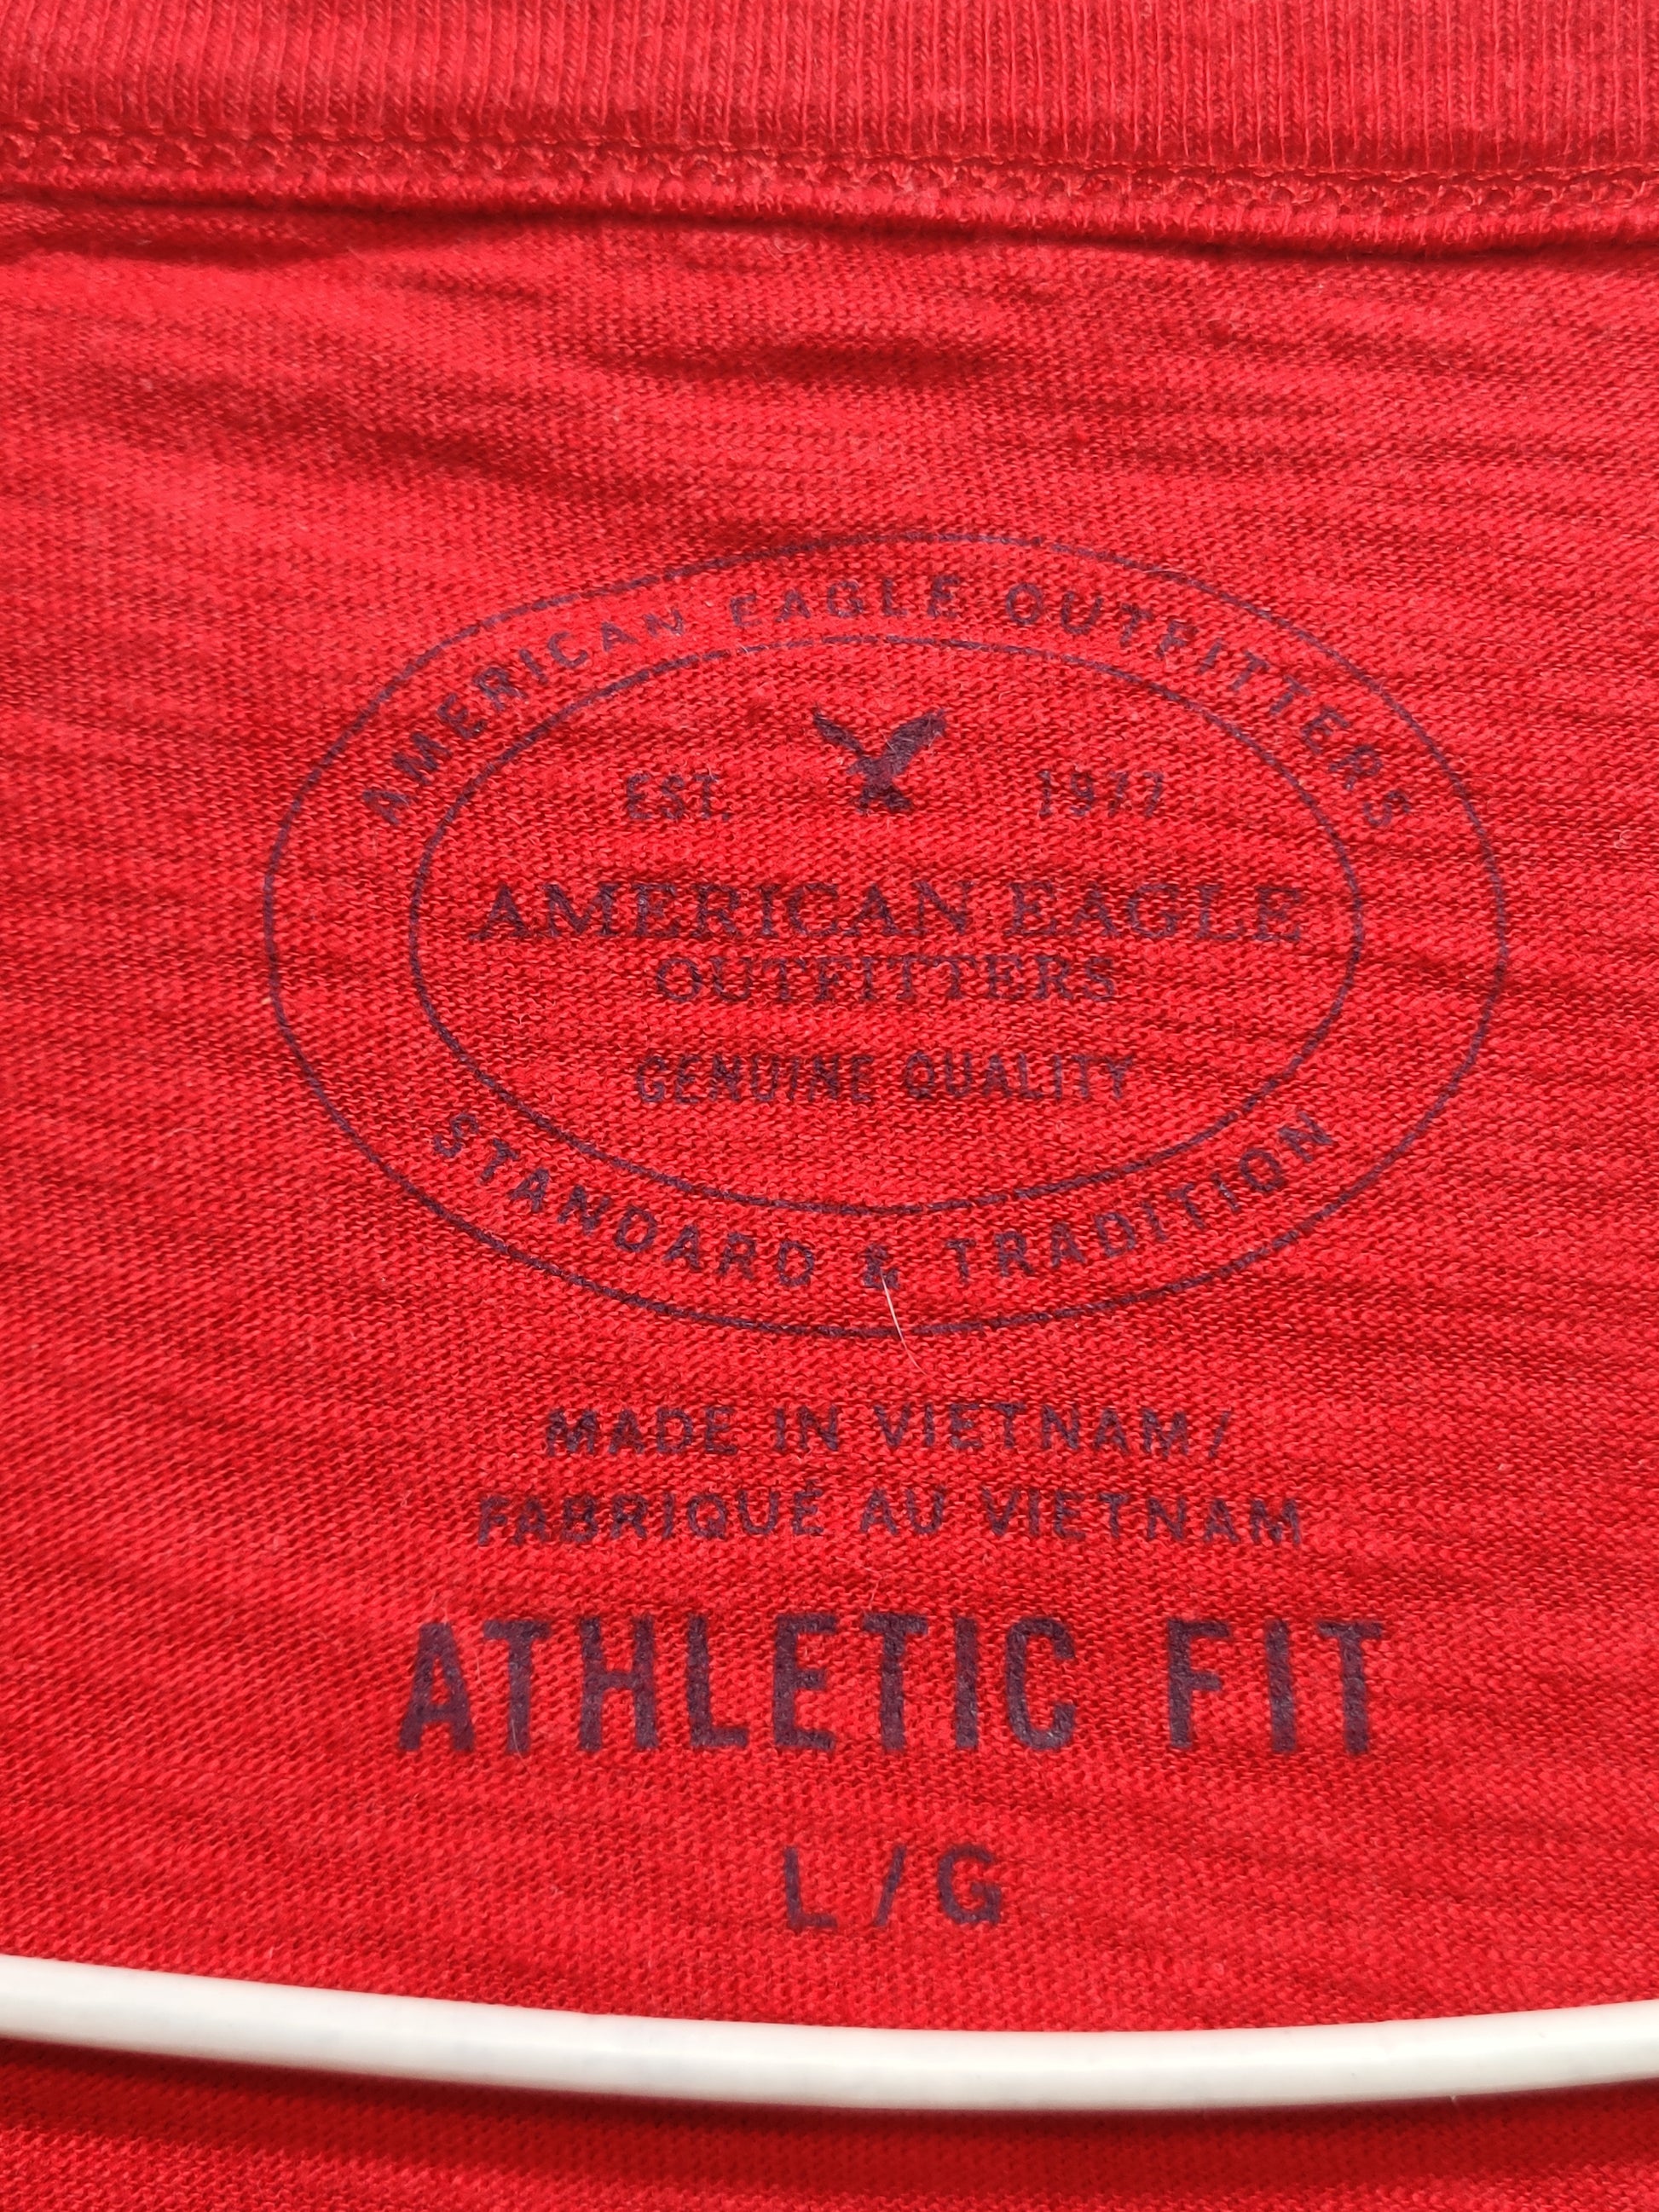 AMERICAN EAGLE OUTFITTERS
EST. 1977
AMERICAN EAGLE
OUTFITTERS
GENUINE QUALITY
STANDARD & TRADITION
MADE IN VIETNAM/
FABRIQUÉ AU VIETNAM
ATHLETIC FIT
L/G